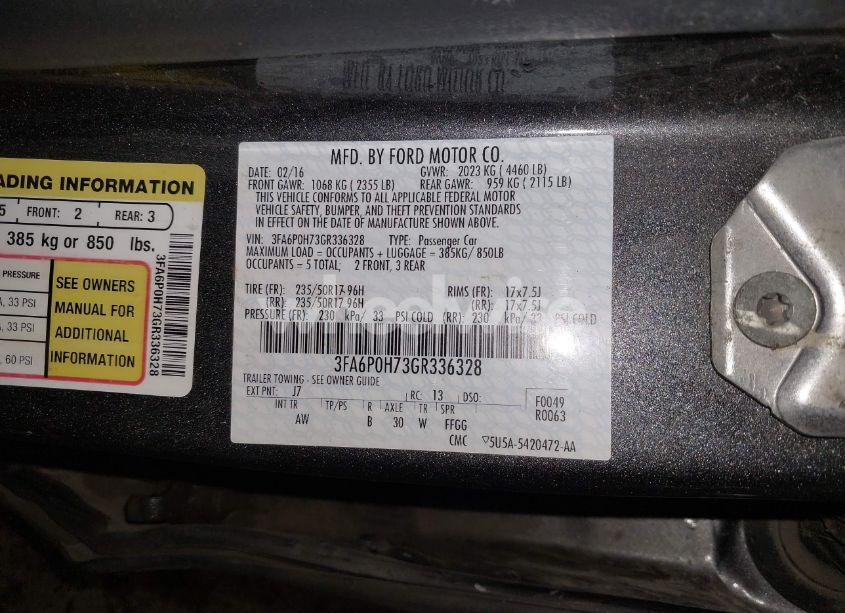 MFD. BY FORD MOTOR CO.
DATE: 02/16 GVWR: 2023 KG ( 4460 LB)
FRONT GAWR: 1068 KG ( 2355 LB) REAR GAWR: 959 KG ( 2115 LB)
THIS VEHICLE CONFORMS TO ALL APPLICABLE FEDERAL MOTOR
VEHICLE SAFETY, BUMPER, AND THEFT PREVENTION STANDARDS
IN EFFECT ON THE DATE OF MANUFACTURE SHOWN ABOVE.
VIN: 3FA6P0H73GR336328 TYPE: Passenger Car
MAXIMUM LOAD = OCCUPANTS + LUGGAGE = 385KG/ 850LB
OCCUPANTS = 5 TOTAL; 2 FRONT, 3 REAR
TIRE (FR): 235/50R17 96H RIMS (FR): 17x7.5J
(RR): 235/50R17 96H (RR): 17x7.5J
PRESSURE (FR): 230 kPa/ 33 PSI COLD (RR): 230 kPa/ 33 PSI COLD
3FA6P0H73GR336328
TRAILER TOWING - SEE OWNER GUIDE
EXT PNT: J7 RC: 13 DSO:
INT TR TP/PS R AXLE TR SPR
AW B 30 W FFGG
F0049
R0063
CMC 5U5A-5420472-AA
ADING INFORMATION
5 FRONT: 2 REAR: 3
385 kg or 850 lbs.
PRESSURE
A, 33 PSI
A, 33 PSI
, 60 PSI
SEE OWNERS
MANUAL FOR
ADDITIONAL
INFORMATION
3FA6P0H73GR336328